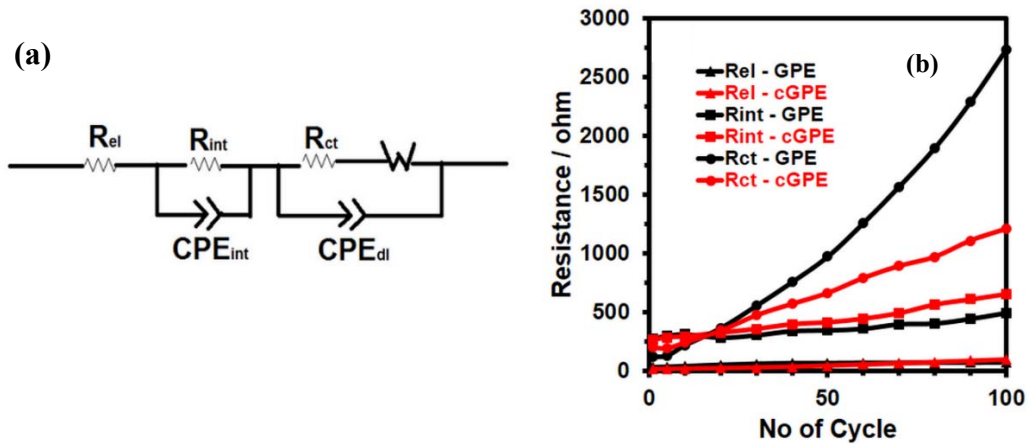 (a)
Rel
Rint
Rct
W
CPEint
CPEdl
(b)
3000
2500
2000
1500
1000
500
0
Resistance / ohm
Rel - GPE
Rel - cGPE
Rint - GPE
Rint - cGPE
Rct - GPE
Rct - cGPE
0
50
100
No of Cycle